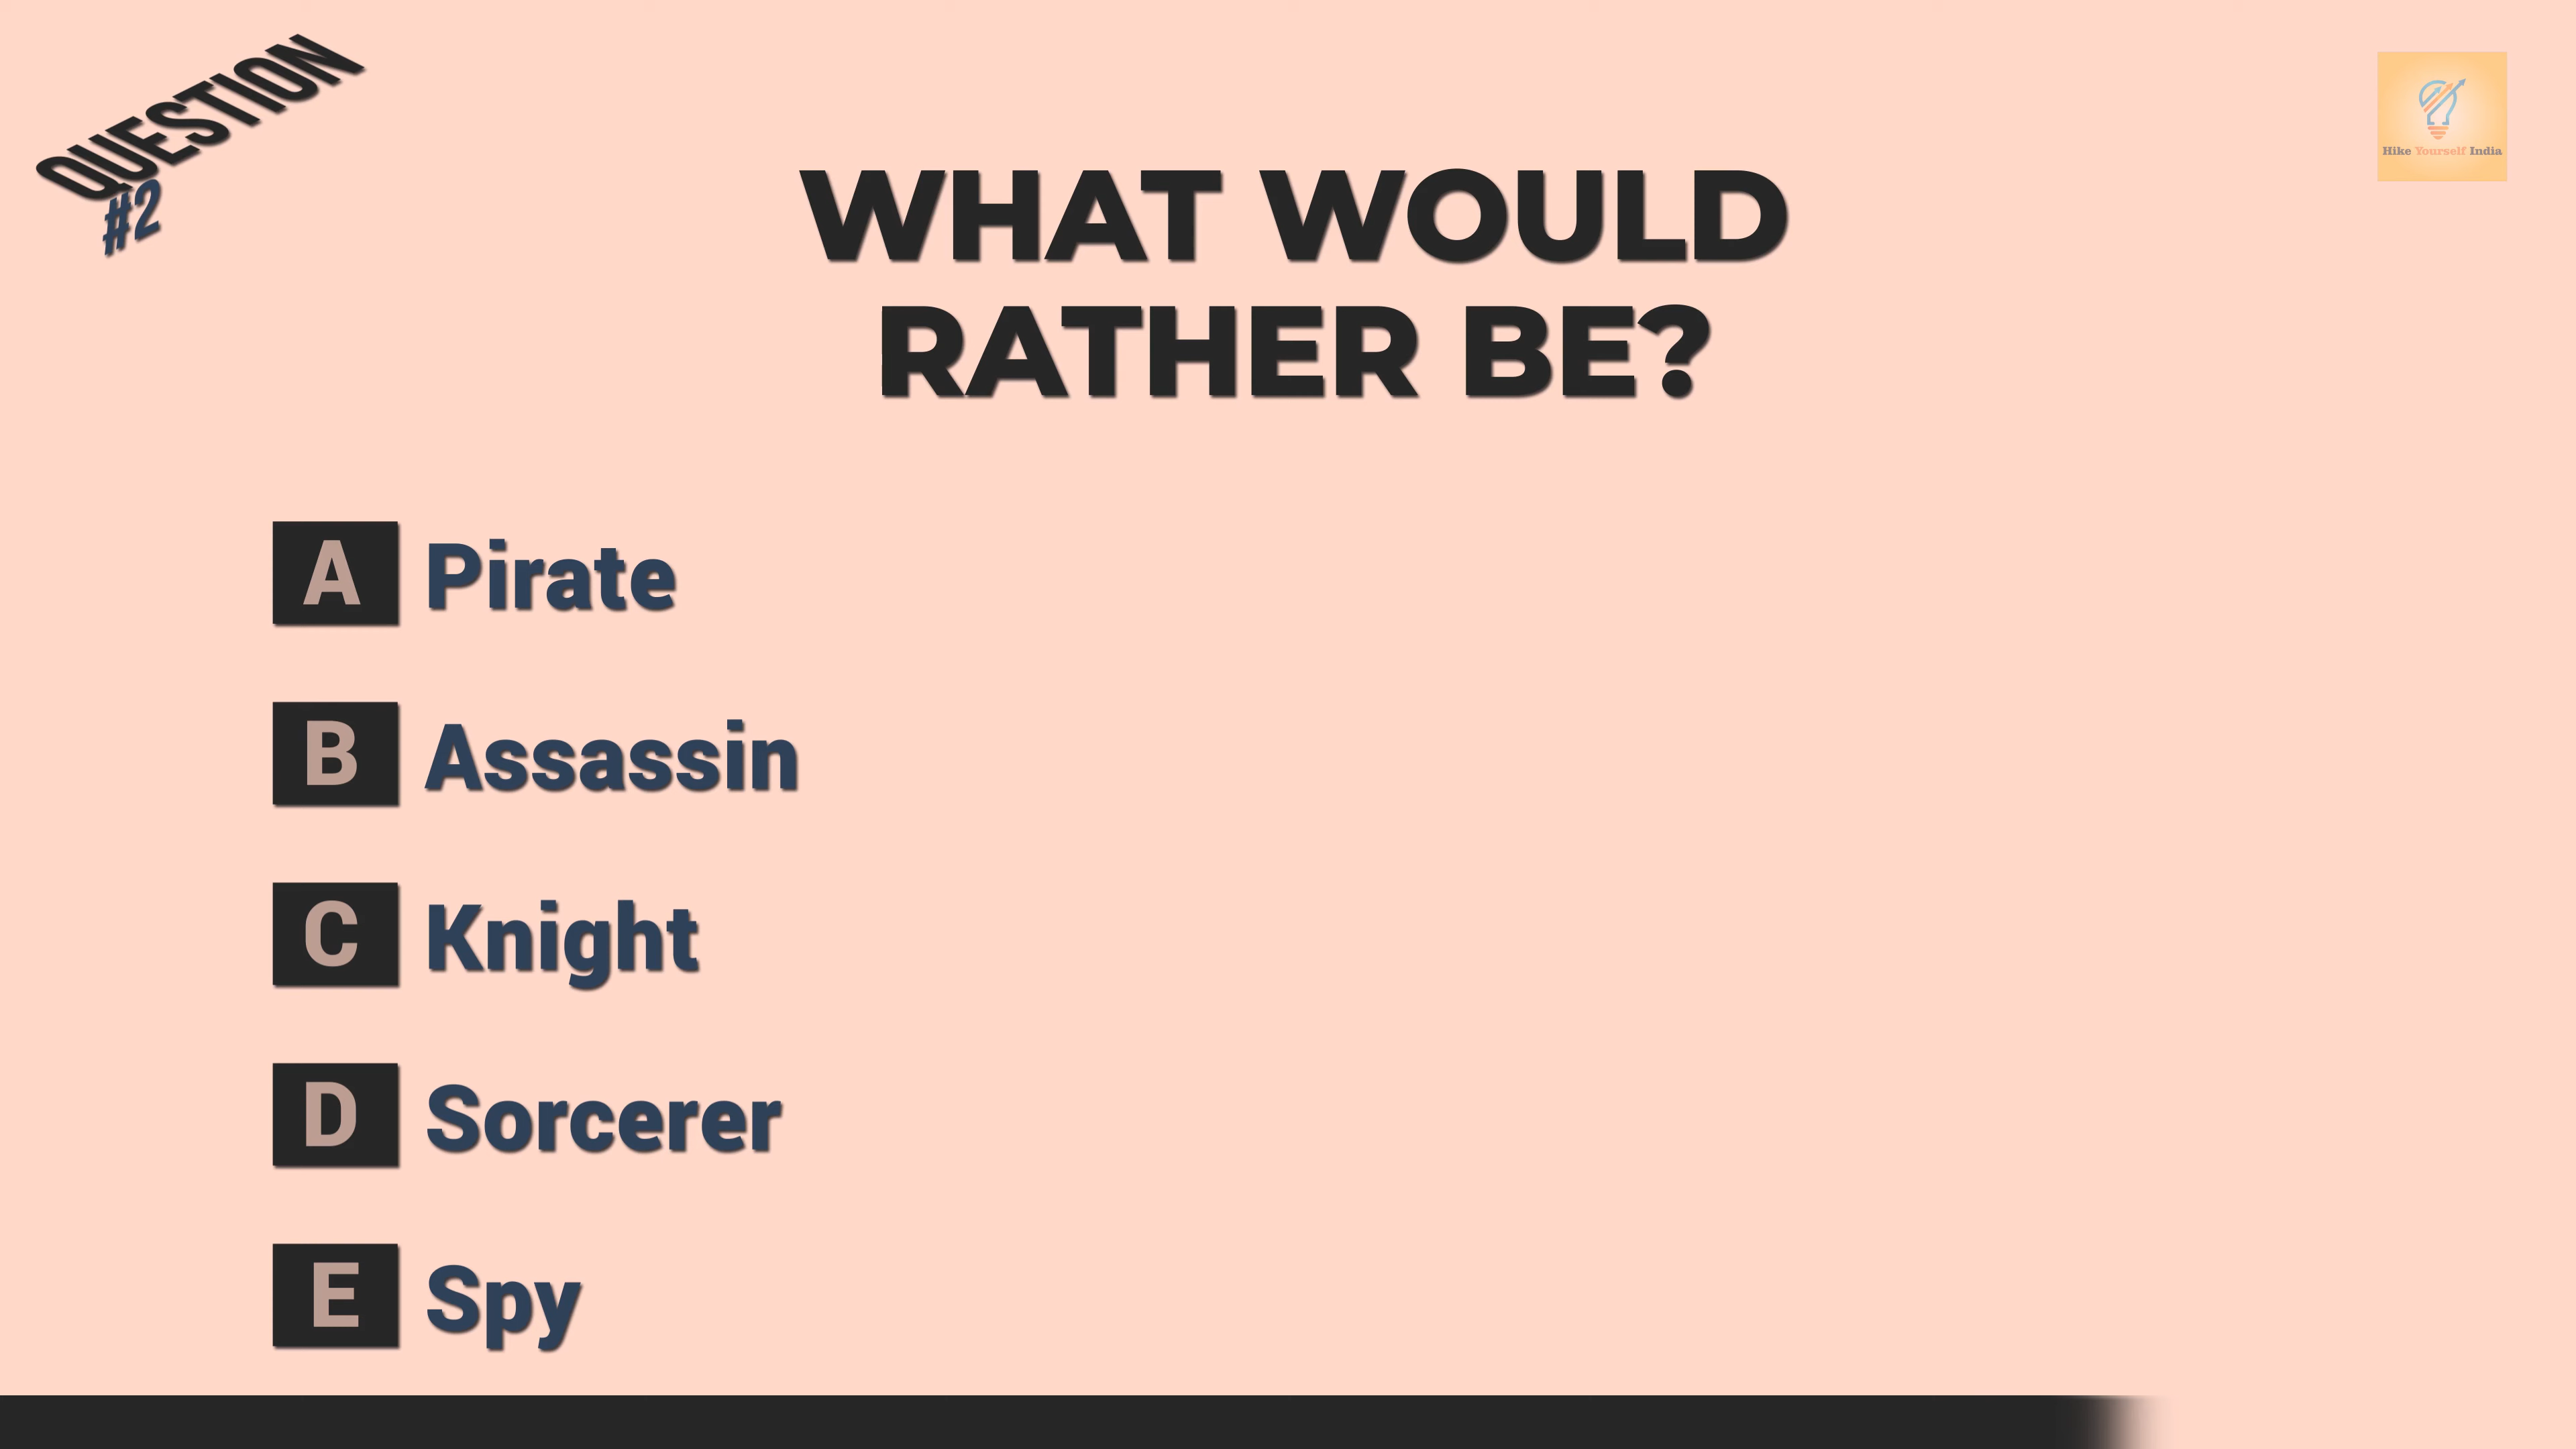 QUESTION
#2
Hike Yourself India
WHAT WOULD
RATHER BE?
A Pirate
B Assassin
C Knight
D Sorcerer
E Spy